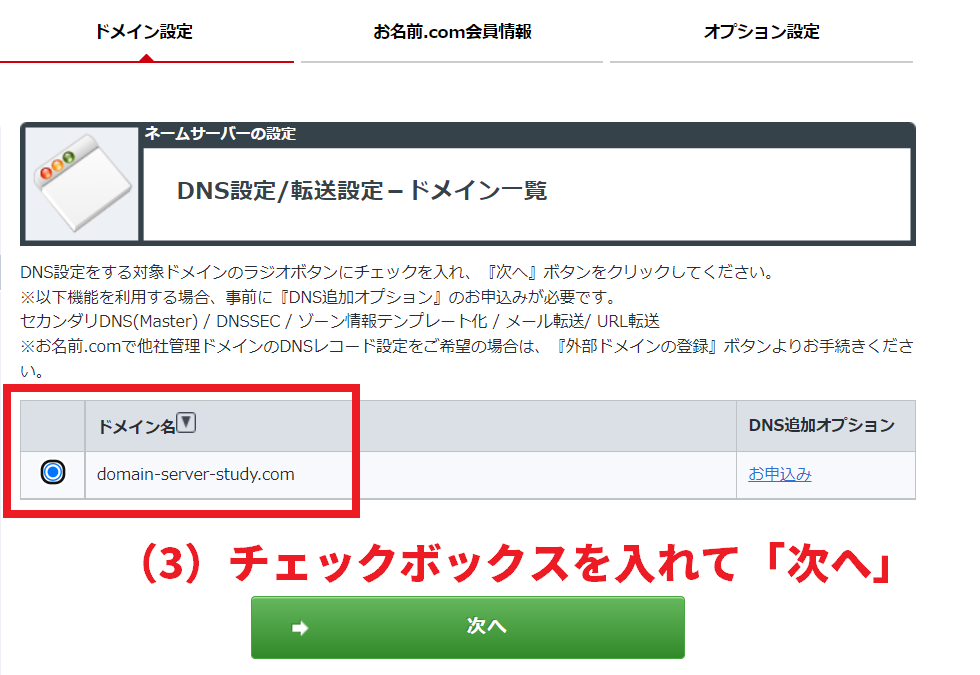 ドメイン設定
お名前.com会員情報
オプション設定
ネームサーバーの設定
DNS設定/転送設定－ドメイン一覧
DNS設定をする対象ドメインのラジオボタンにチェックを入れ、『次へ』ボタンをクリックしてください。
※以下機能を利用する場合、事前に『DNS追加オプション』のお申込みが必要です。
セカンダリDNS(Master) / DNSSEC / ゾーン情報テンプレート化 / メール転送/ URL転送
※お名前.comで他社管理ドメインのDNSレコード設定をご希望の場合は、『外部ドメインの登録』ボタンよりお手続きくださ
い。
ドメイン名▼
DNS追加オプション
domain-server-study.com
お申込み
（3）チェックボックスを入れて「次へ」
次へ